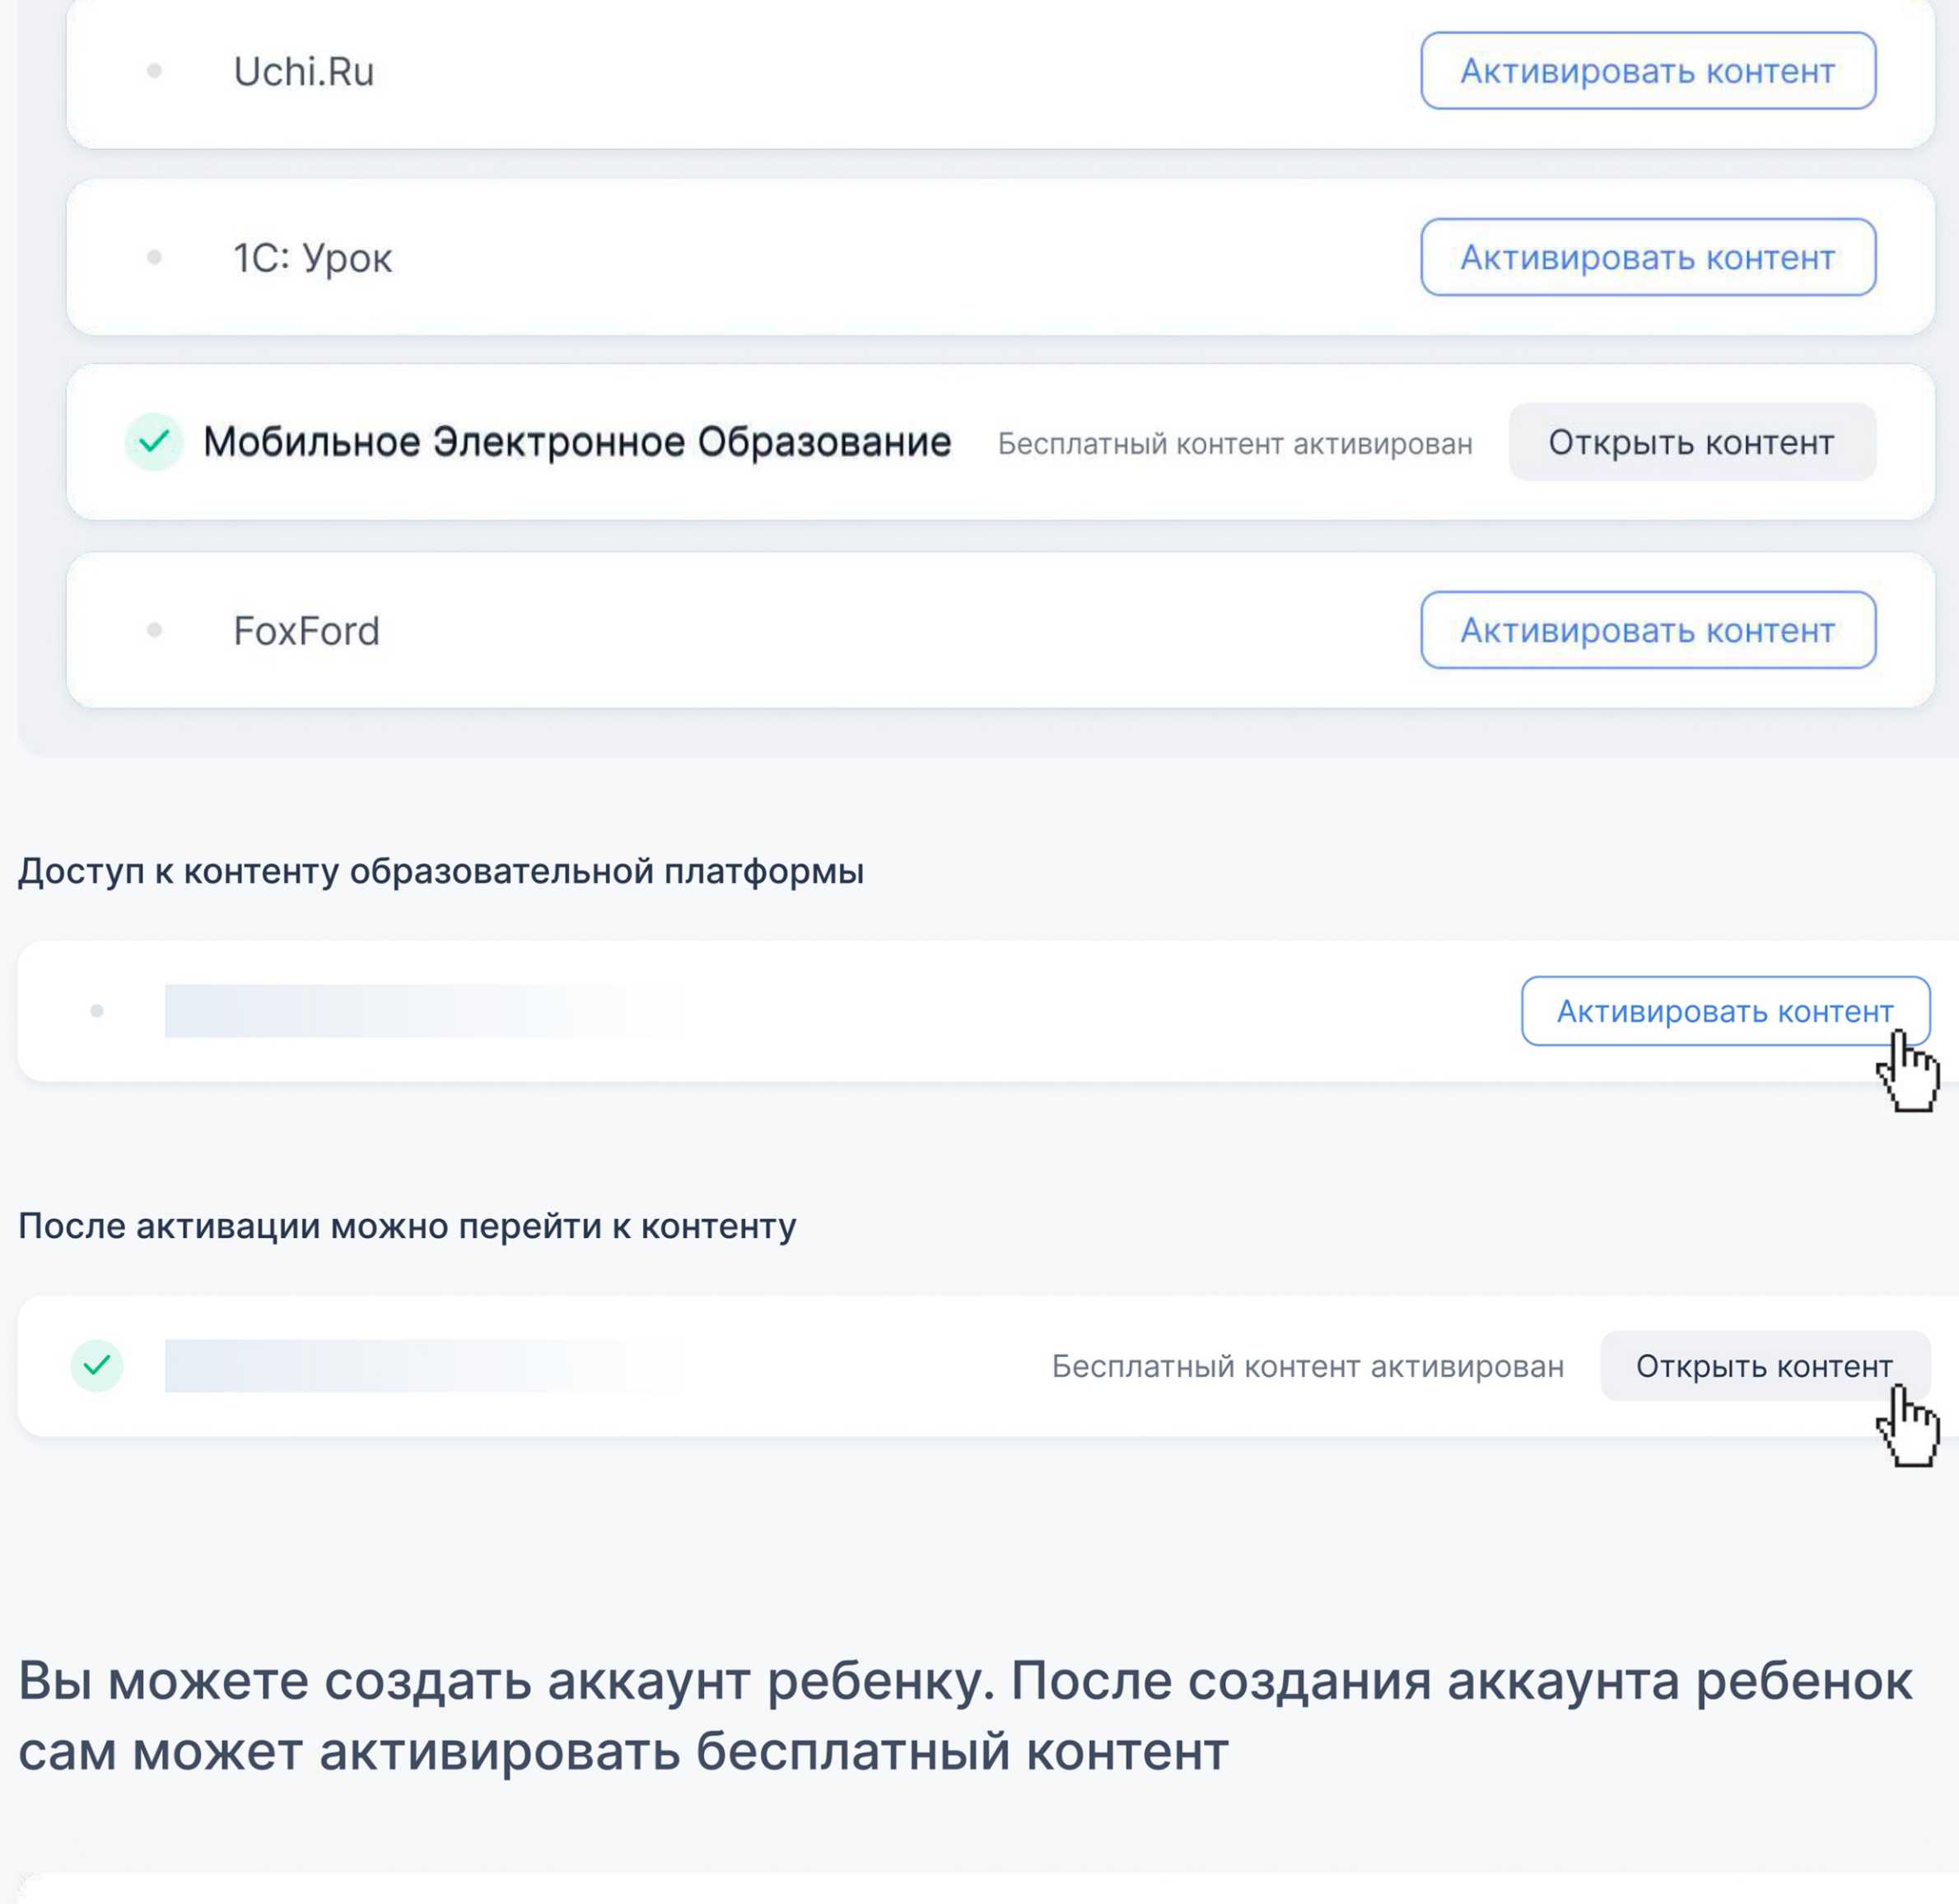 Uchi.Ru Активировать контент
1С: Урок Активировать контент
Мобильное Электронное Образование Бесплатный контент активирован Открыть контент
FoxFord Активировать контент
Доступ к контенту образовательной платформы
Активировать контент
После активации можно перейти к контенту
Бесплатный контент активирован Открыть контент
Вы можете создать аккаунт ребенку. После создания аккаунта ребенок
сам может активировать бесплатный контент